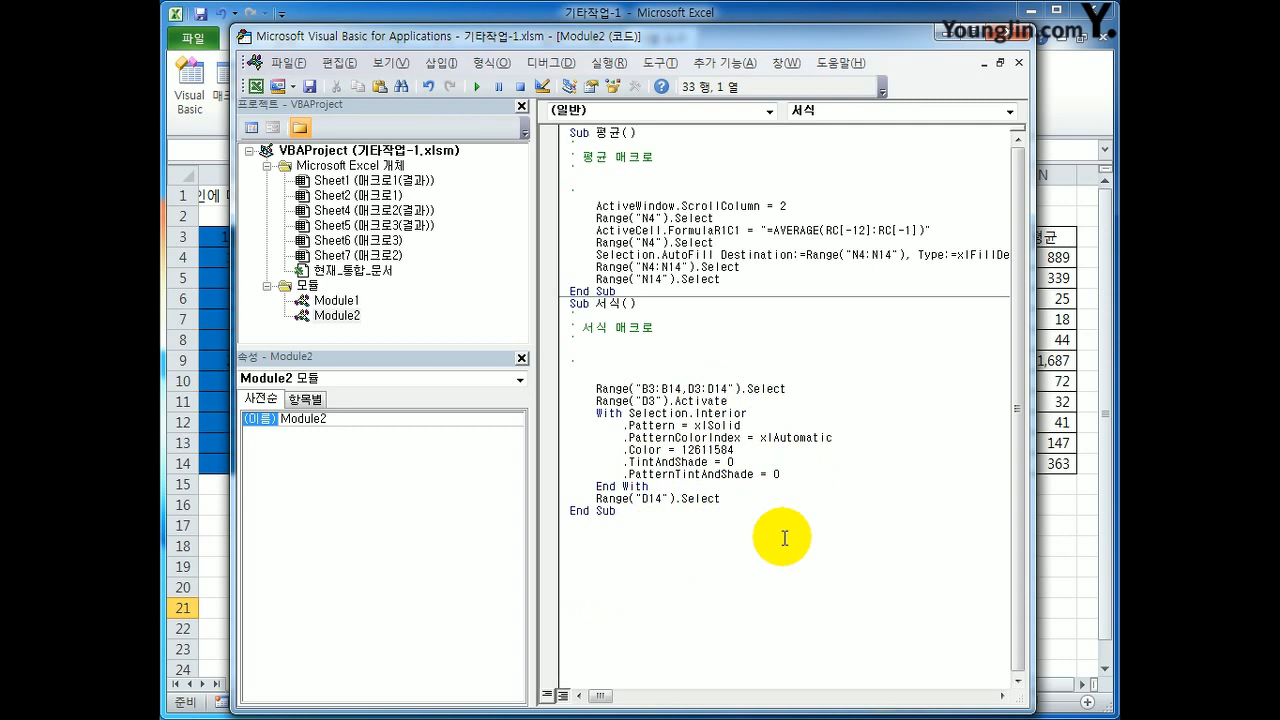 기타작업-1 - Microsoft Excel
YoungJin.com Y.
파일
Microsoft Visual Basic for Applications - 기타작업-1.xlsm - [Module2 (코드)]
파일(F) 편집(E) 보기(V) 삽입(I) 형식(O) 디버그(D) 실행(R) 도구(T) 추가 기능(A) 창(W) 도움말(H)
33 행, 1 열
Visual
Basic
프로젝트 - VBAProject
VBAProject (기타작업-1.xlsm)
Microsoft Excel 개체
Sheet1 (매크로1(결과))
Sheet2 (매크로1)
Sheet4 (매크로2(결과))
Sheet5 (매크로3(결과))
Sheet6 (매크로3)
Sheet7 (매크로2)
현재_통합_문서
모듈
Module1
Module2
속성 - Module2
Module2 모듈
사전순 항목별
(이름) Module2
(일반) 서식
Sub 평균()
'
' 평균 매크로
'
'
ActiveWindow.ScrollColumn = 2
Range("N4").Select
ActiveCell.FormulaR1C1 = "=AVERAGE(RC[-12]:RC[-1])"
Range("N4").Select
Selection.AutoFill Destination:=Range("N4:N14"), Type:=xlFillDe
Range("N4:N14").Select
Range("N14").Select
End Sub
Sub 서식()
'
' 서식 매크로
'
'
Range("B3:B14,D3:D14").Select
Range("D3").Activate
With Selection.Interior
.Pattern = xlSolid
.PatternColorIndex = xlAutomatic
.Color = 12611584
.TintAndShade = 0
.PatternTintAndShade = 0
End With
Range("D14").Select
End Sub
N
1
2
3
4 889
5 339
6 25
7 18
8 44
9 1,687
10 72
11 32
12 41
13 147
14 363
15
16
17
18
19
20
21
22
23
24
준비